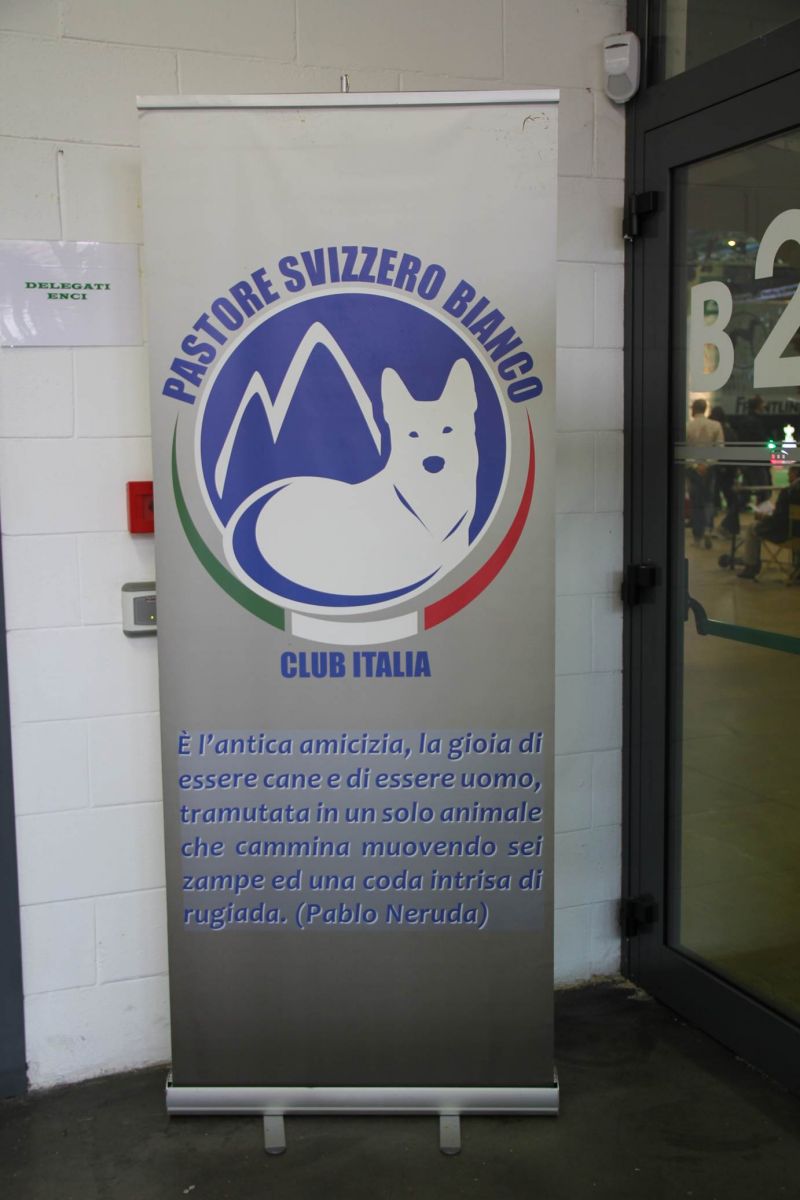 PASTORE SVIZZERO BIANCO
CLUB ITALIA
È l'antica amicizia, la gioia di
essere cane e di essere uomo,
tramutata in un solo animale
che cammina muovendo sei
zampe ed una coda intrisa di
rugiada. (Pablo Neruda)
DELEGATI
ENCI
B2